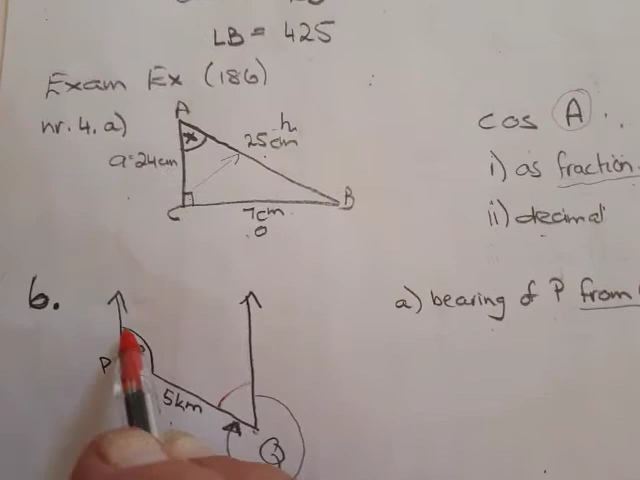 LB = 425
Exam Ex (186)
nr. 4. a)
A
x
h
25cm
a=24cm
C
7cm
O
B
cos A
i) as fraction
ii) decimal
6.
P
5km
Q
a) bearing of P from